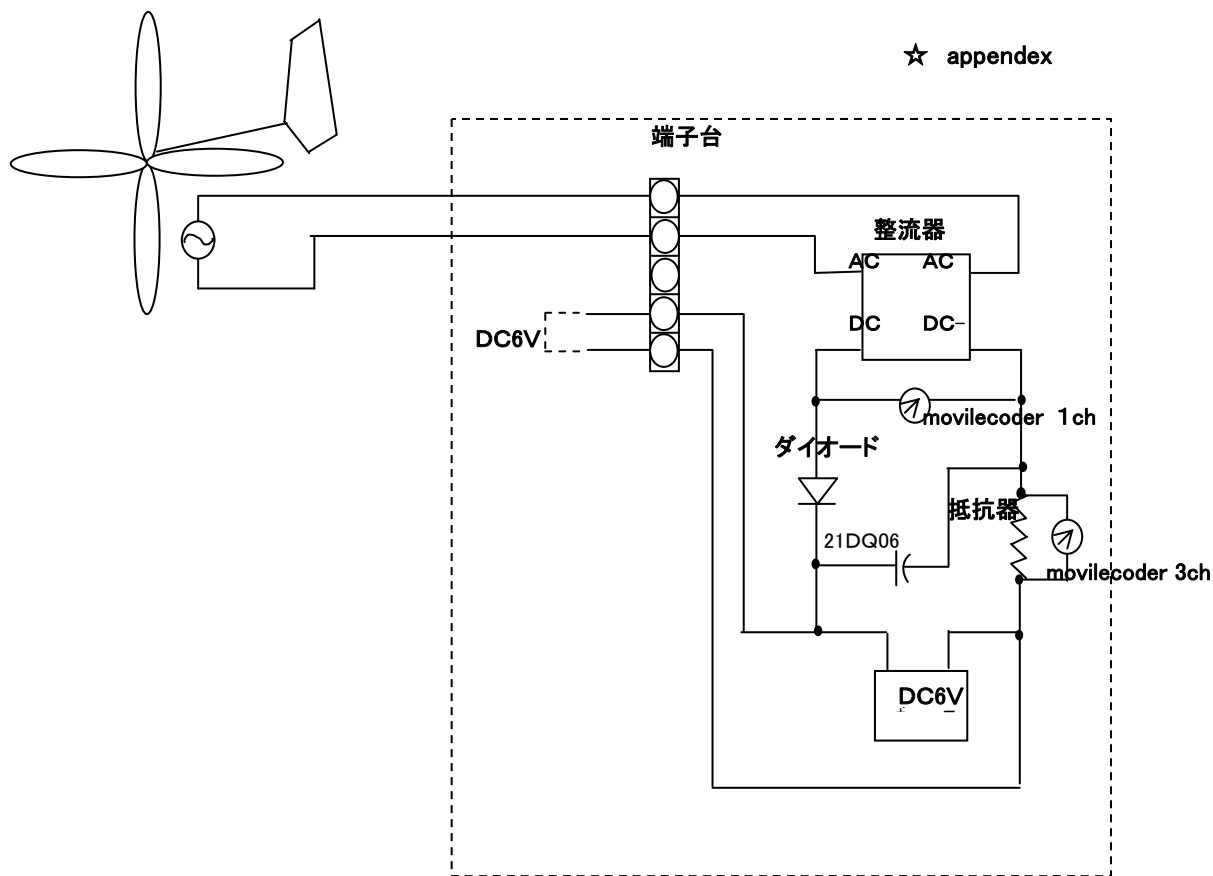 ☆ appendex
端子台
整流器
AC AC
DC DC-
DC6V
movilecoder 1ch
ダイオード
抵抗器
21DQ06
movilecoder 3ch
DC6V
+ -